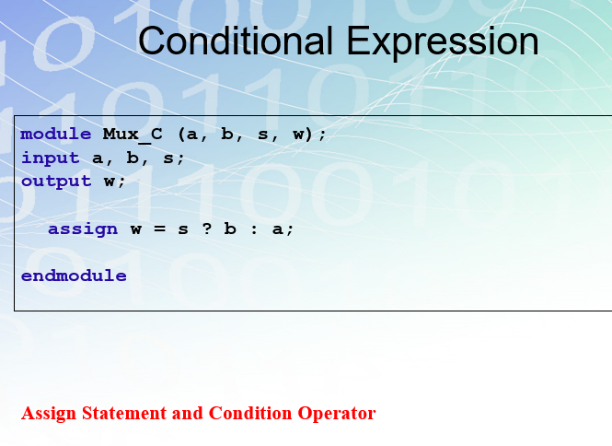 Conditional Expression
module Mux_C (a, b, s, w);
input a, b, s;
output w;
assign w = s ? b : a;
endmodule
Assign Statement and Condition Operator